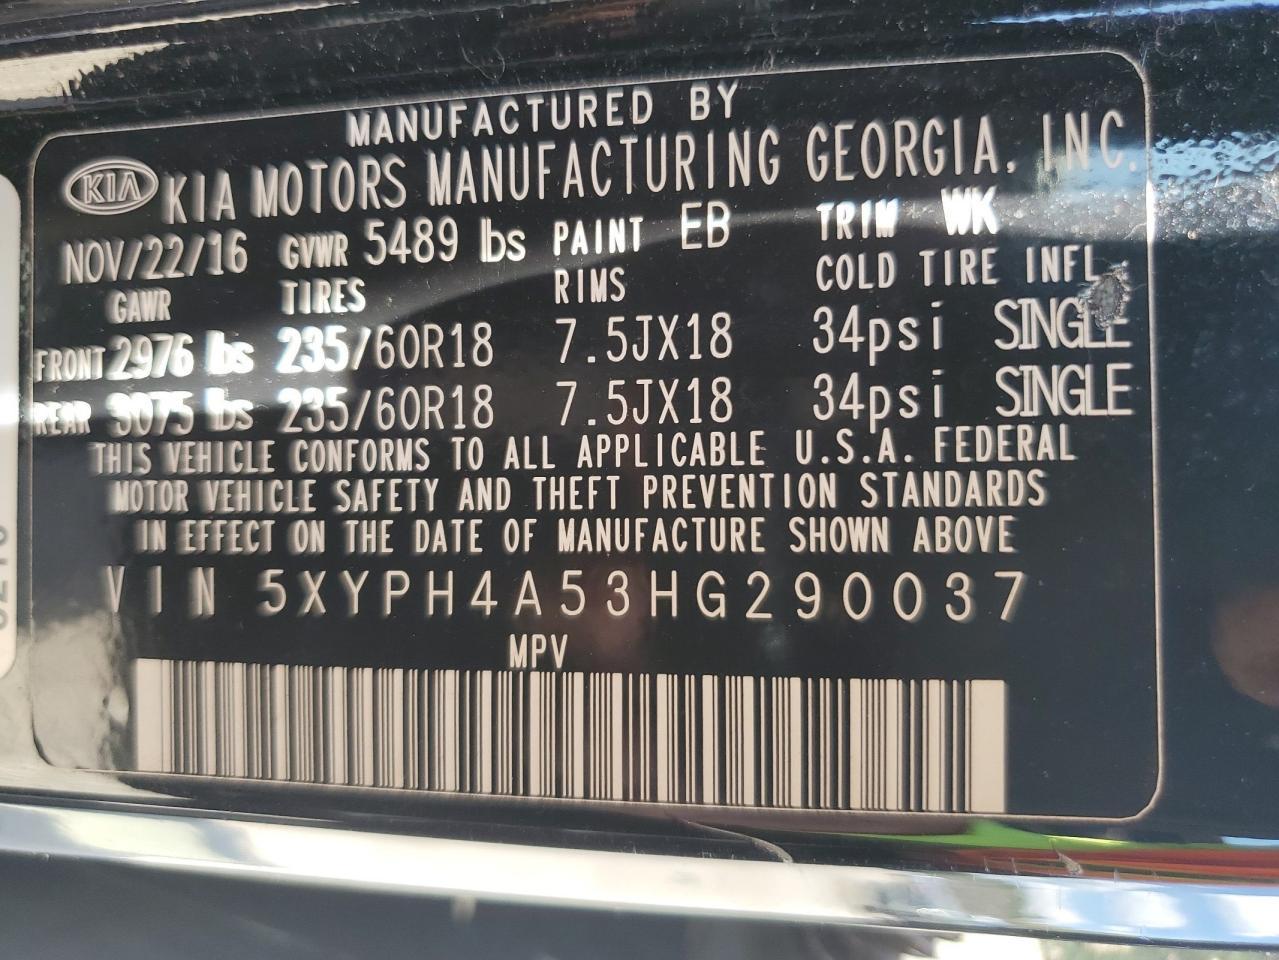 MANUFACTURED BY
KIA KIA MOTORS MANUFACTURING GEORGIA, INC.
NOV/22/16 GVWR 5489 lbs PAINT EB TRIM WK
GAWR TIRES RIMS COLD TIRE INFL.
FRONT 2976 lbs 235/60R18 7.5JX18 34psi SINGLE
REAR 3075 lbs 235/60R18 7.5JX18 34psi SINGLE
THIS VEHICLE CONFORMS TO ALL APPLICABLE U.S.A. FEDERAL
MOTOR VEHICLE SAFETY AND THEFT PREVENTION STANDARDS
IN EFFECT ON THE DATE OF MANUFACTURE SHOWN ABOVE
VIN 5XYPH4A53HG290037
MPV